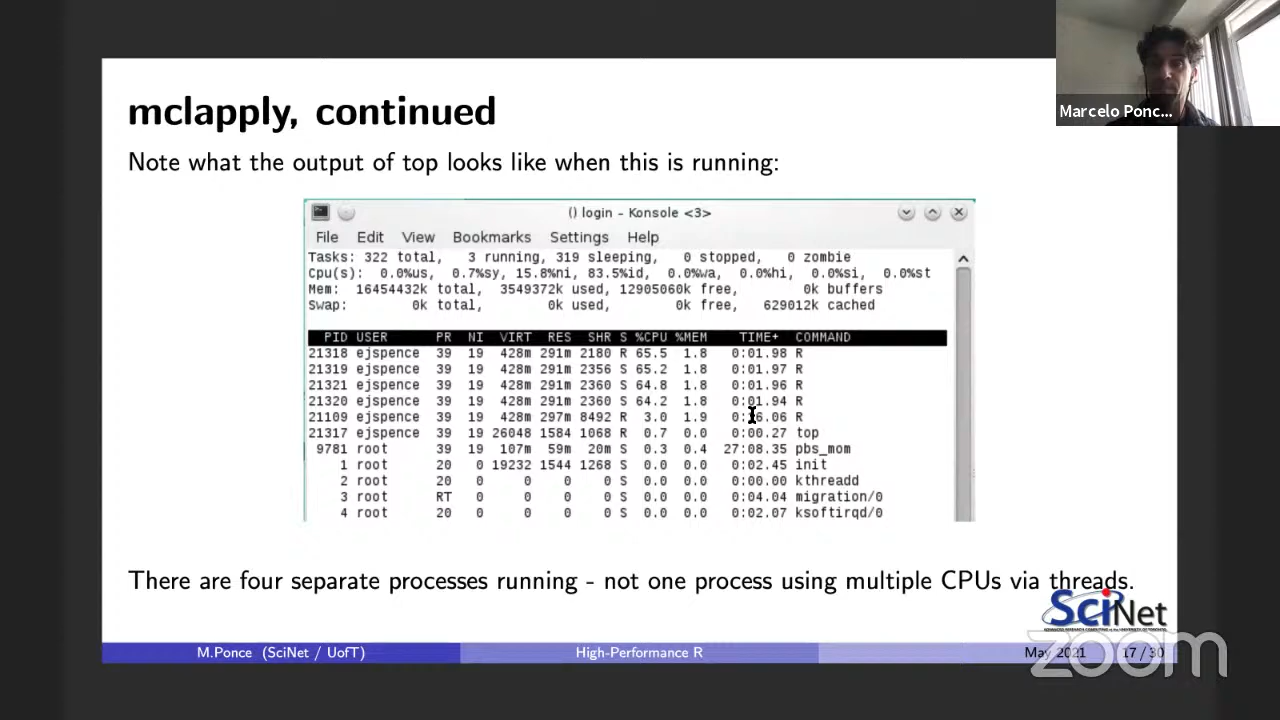 Marcelo Ponc...
mclapply, continued
Note what the output of top looks like when this is running:
() login - Konsole <3>
File Edit View Bookmarks Settings Help
Tasks: 322 total, 3 running, 319 sleeping, 0 stopped, 0 zombie
Cpu(s): 0.0%us, 0.7%sy, 15.8%ni, 83.5%id, 0.0%wa, 0.0%hi, 0.0%si, 0.0%st
Mem: 16454432k total, 3549372k used, 12905060k free, 0k buffers
Swap: 0k total, 0k used, 0k free, 629012k cached
PID USER PR NI VIRT RES SHR S %CPU %MEM TIME+ COMMAND
21318 ejspence 39 19 428m 291m 2180 R 65.5 1.8 0:01.98 R
21319 ejspence 39 19 428m 291m 2356 S 65.2 1.8 0:01.97 R
21321 ejspence 39 19 428m 291m 2360 S 64.8 1.8 0:01.96 R
21320 ejspence 39 19 428m 291m 2360 S 64.2 1.8 0:01.94 R
21109 ejspence 39 19 428m 297m 8492 R 3.0 1.9 R
21317 ejspence 39 19 26048 1584 1068 R 0.7 0.0 0:00.27 top
9781 root 39 19 107m 59m 20m S 0.3 0.4 27:08.35 pbs_mom
1 root 20 0 19232 1544 1268 S 0.0 0.0 0:02.45 init
2 root 20 0 0 0 0 S 0.0 0.0 0:00.00 kthreadd
3 root RT 0 0 0 0 S 0.0 0.0 0:04.04 migration/0
4 root 20 0 0 0 0 S 0.0 0.0 0:02.07 ksoftirqd/0
There are four separate processes running - not one process using multiple CPUs via threads.
SciNet
M.Ponce (SciNet / UofT) High-Performance R May 2021 17 / 30
zoom